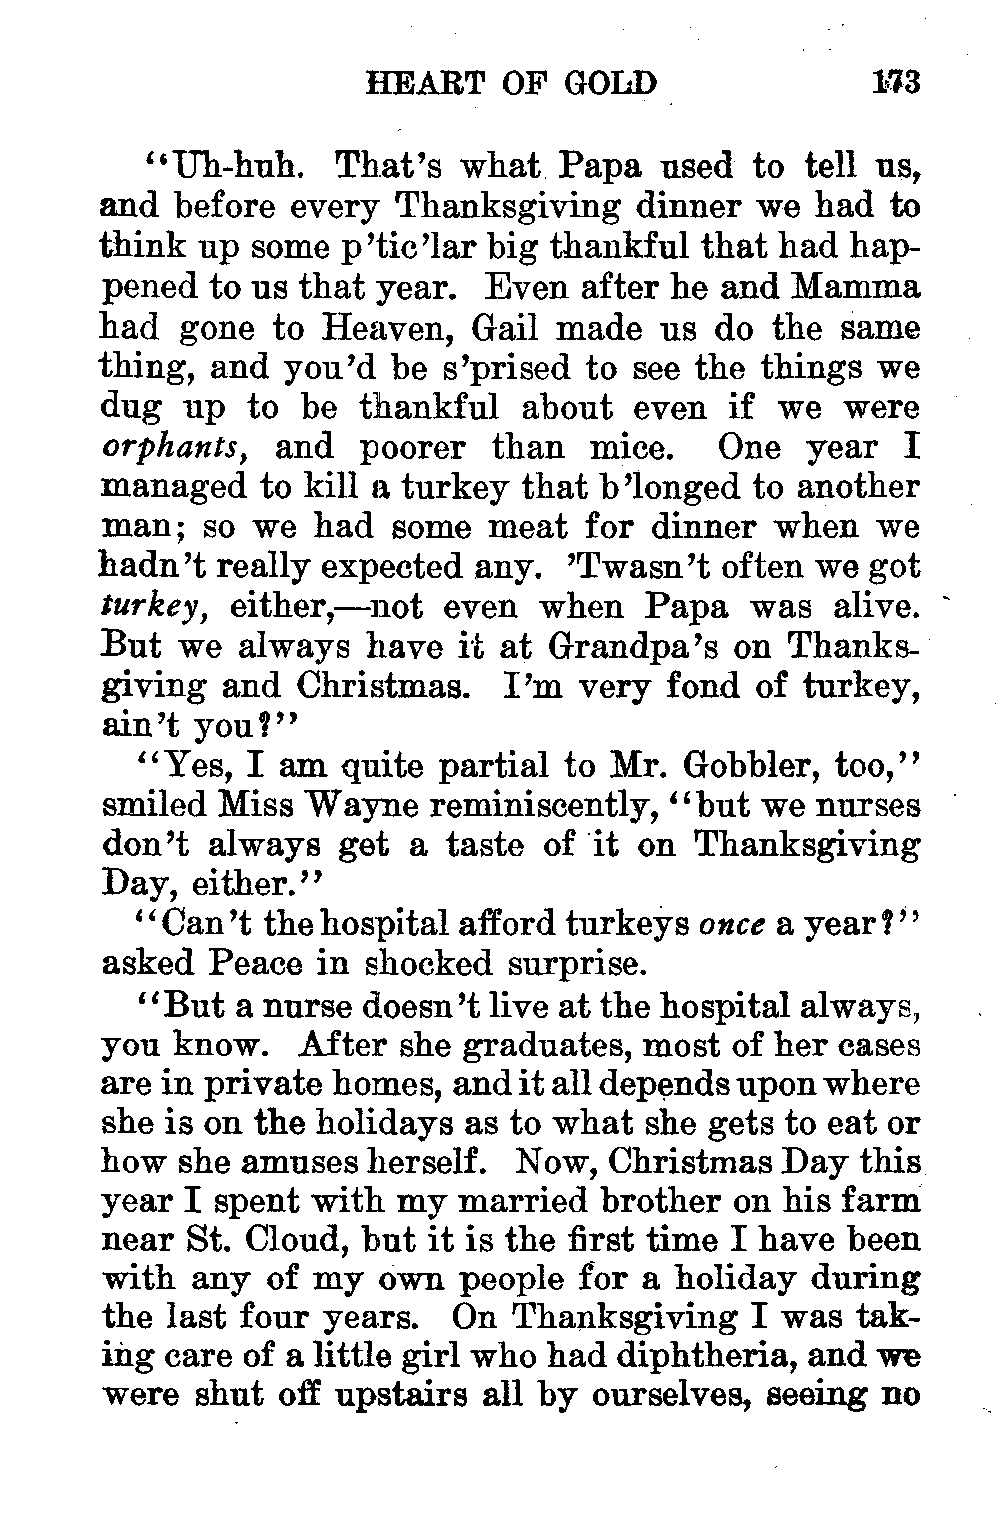 HEART OF GOLD 173
"Uh-huh. That's what Papa used to tell us,
and before every Thanksgiving dinner we had to
think up some p'tic'lar big thankful that had hap-
pened to us that year. Even after he and Mamma
had gone to Heaven, Gail made us do the same
thing, and you'd be s'prised to see the things we
dug up to be thankful about even if we were
orphants, and poorer than mice. One year I
managed to kill a turkey that b'longed to another
man; so we had some meat for dinner when we
hadn't really expected any. 'Twasn't often we got
turkey, either,—not even when Papa was alive.
But we always have it at Grandpa's on Thanks-
giving and Christmas. I'm very fond of turkey,
ain't you?"
"Yes, I am quite partial to Mr. Gobbler, too,"
smiled Miss Wayne reminiscently, "but we nurses
don't always get a taste of it on Thanksgiving
Day, either."
"Can't the hospital afford turkeys once a year?"
asked Peace in shocked surprise.
"But a nurse doesn't live at the hospital always,
you know. After she graduates, most of her cases
are in private homes, and it all depends upon where
she is on the holidays as to what she gets to eat or
how she amuses herself. Now, Christmas Day this
year I spent with my married brother on his farm
near St. Cloud, but it is the first time I have been
with any of my own people for a holiday during
the last four years. On Thanksgiving I was tak-
ing care of a little girl who had diphtheria, and we
were shut off upstairs all by ourselves, seeing no